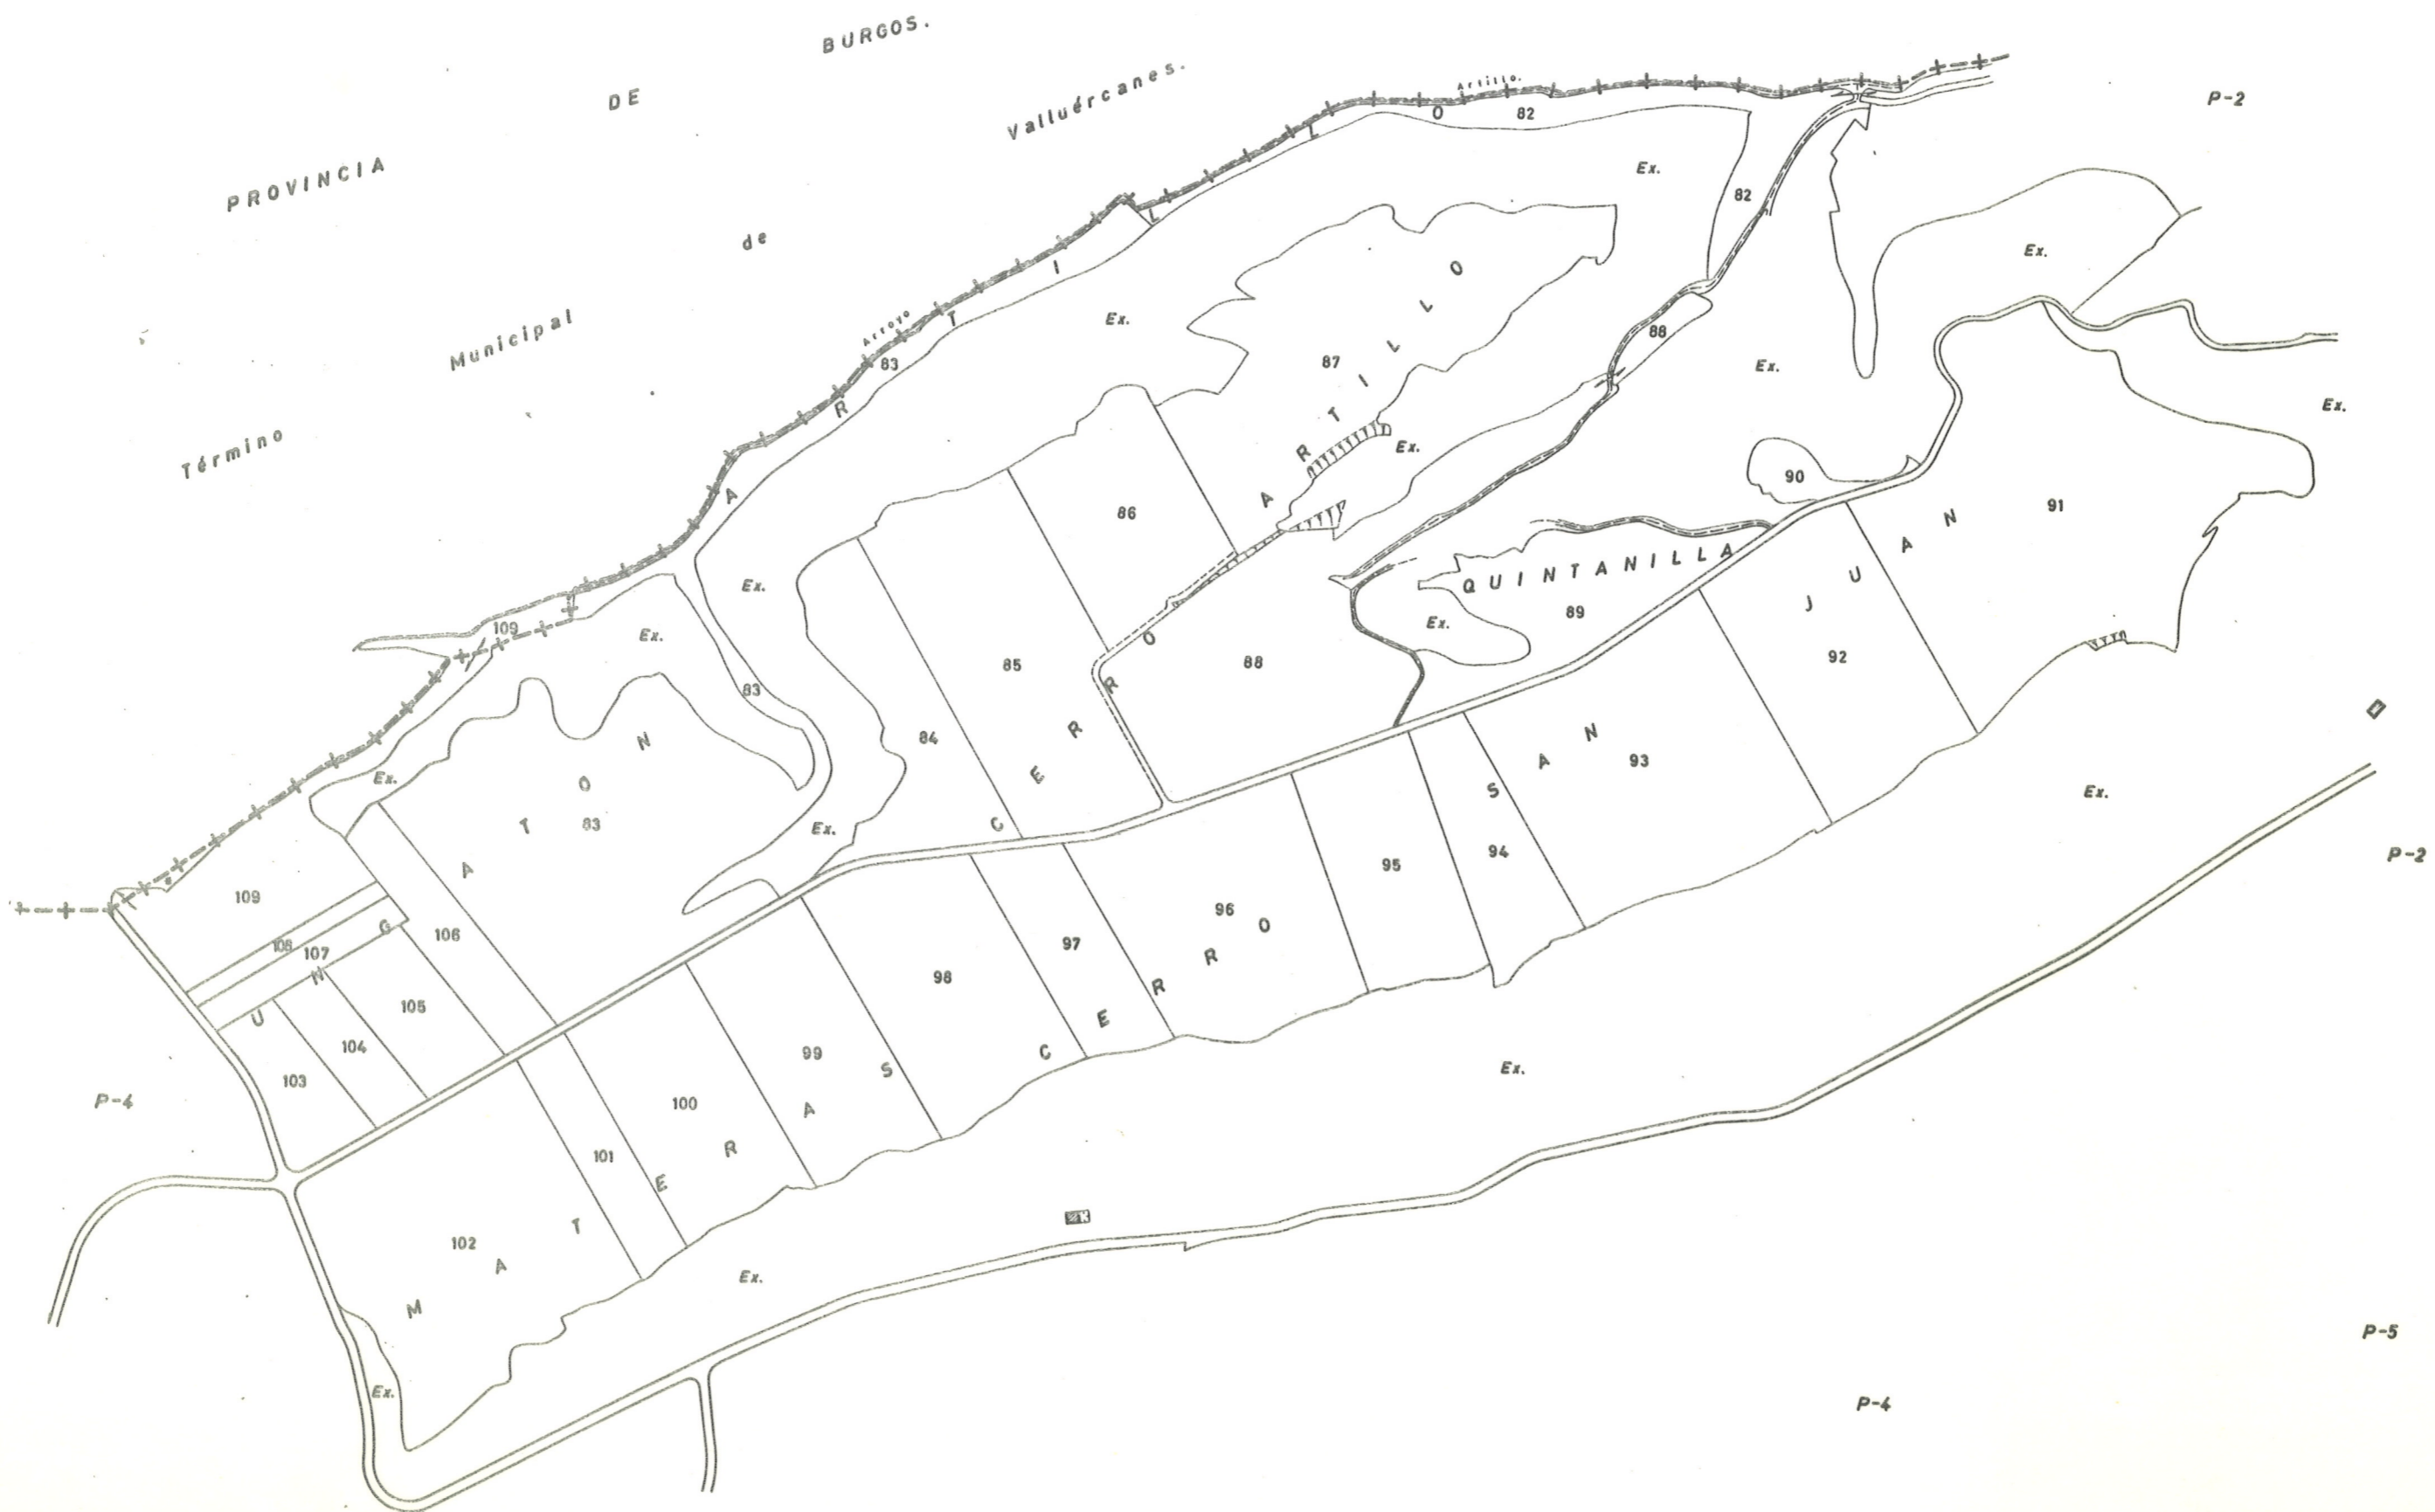 PROVINCIA DE BURGOS.
Término Municipal de Valluércanes.
Arroyo Artillo.
ARTILLO
82
P-2
Ex.
82
Ex.
Ex.
83
87
88
Ex.
Ex.
CERRO ARTILLO
Ex.
90
91
86
QUINTANILLA
89
Ex.
Ex.
109
Ex.
85
88
92
83
84
SAN JUAN
93
Ex.
Ex.
UNGATON
83
Ex.
P-2
95
94
109
96
108
107
106
97
98
105
CERRO
104
99
103
Ex.
P-4
100
101
MATERAS
102
Ex.
P-5
Ex.
P-4